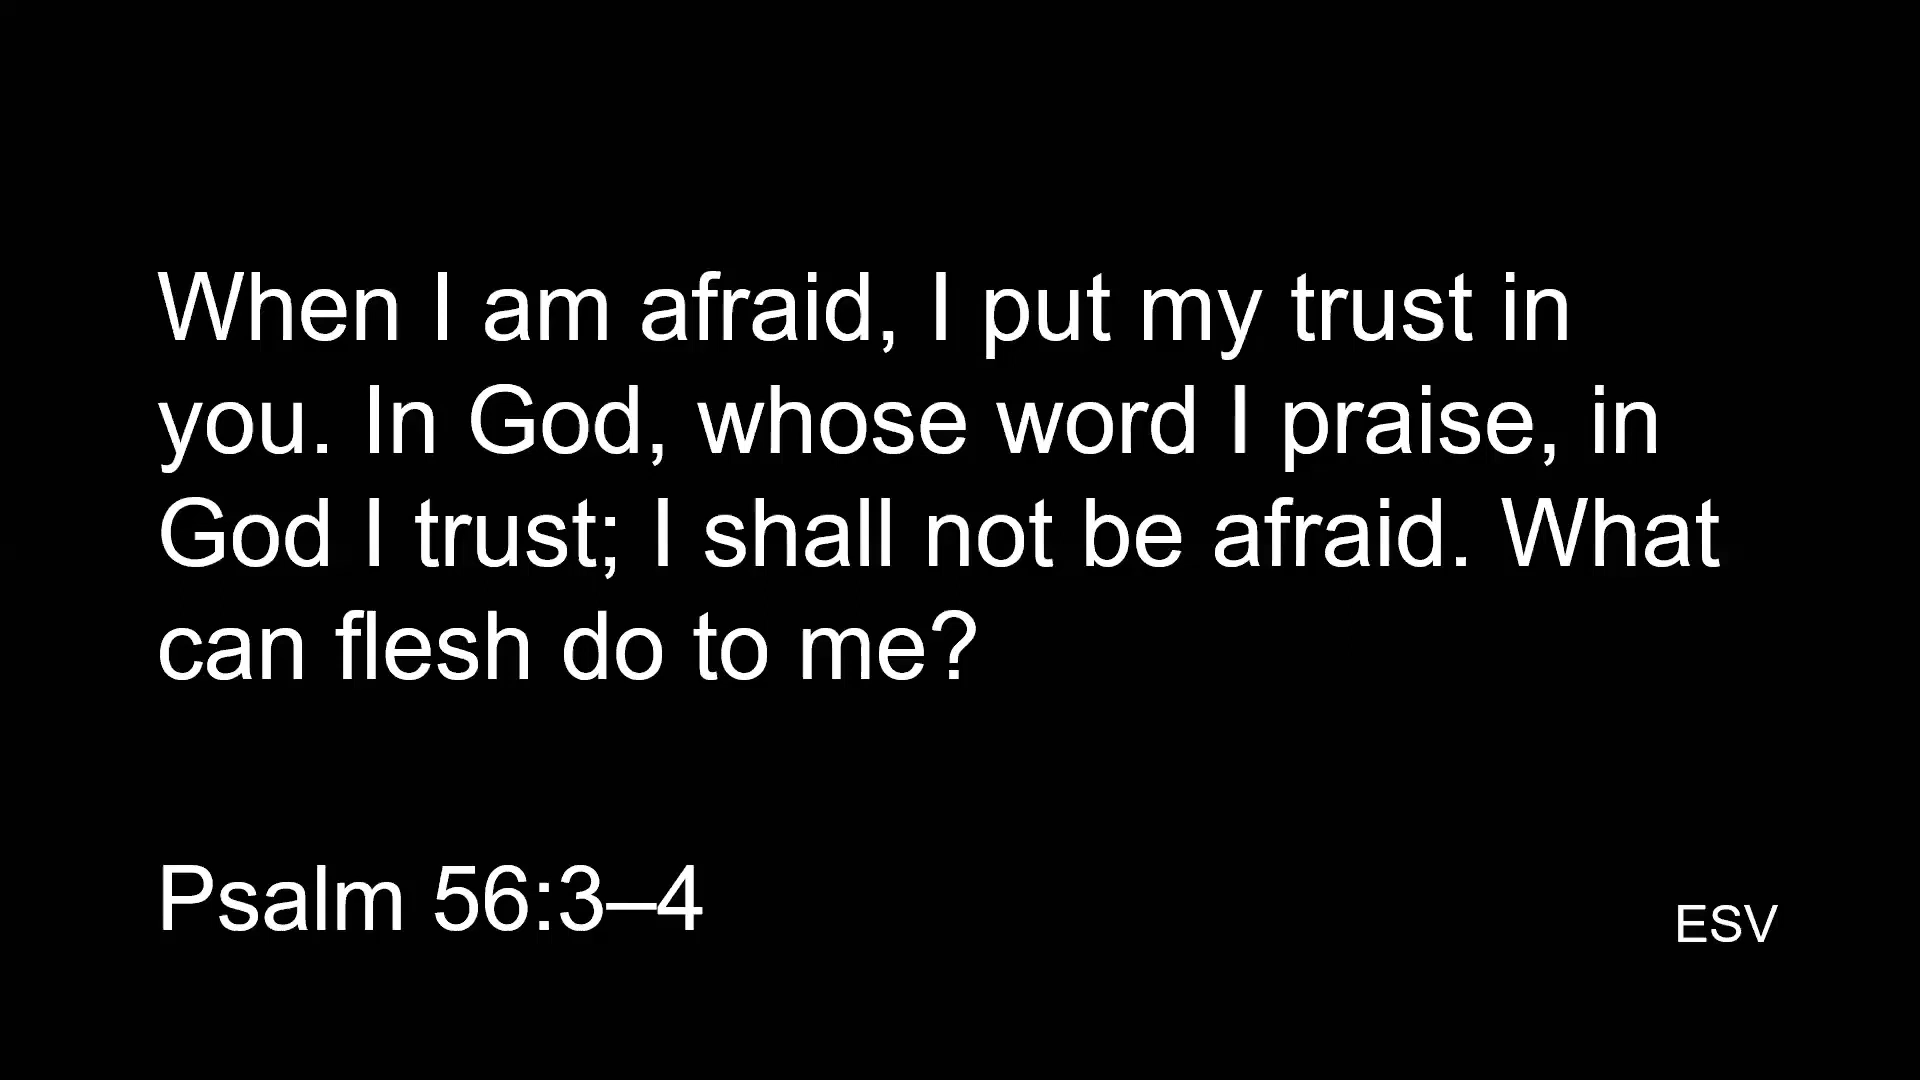 When I am afraid, I put my trust in
you. In God, whose word I praise, in
God I trust; I shall not be afraid. What
can flesh do to me?
Psalm 56:3–4
ESV